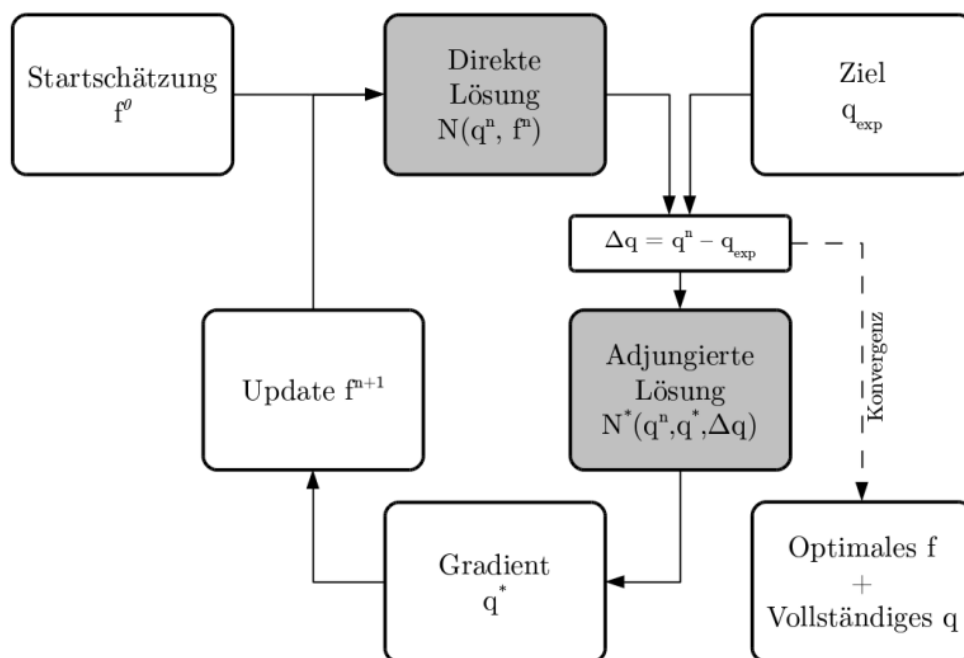 Startschätzung
f⁰
Direkte
Lösung
N(qⁿ, fⁿ)
Ziel
q_exp
Δq = qⁿ – q_exp
Adjungierte
Lösung
N*(qⁿ,q*,Δq)
Konvergenz
Update fⁿ⁺¹
Gradient
q*
Optimales f
+
Vollständiges q